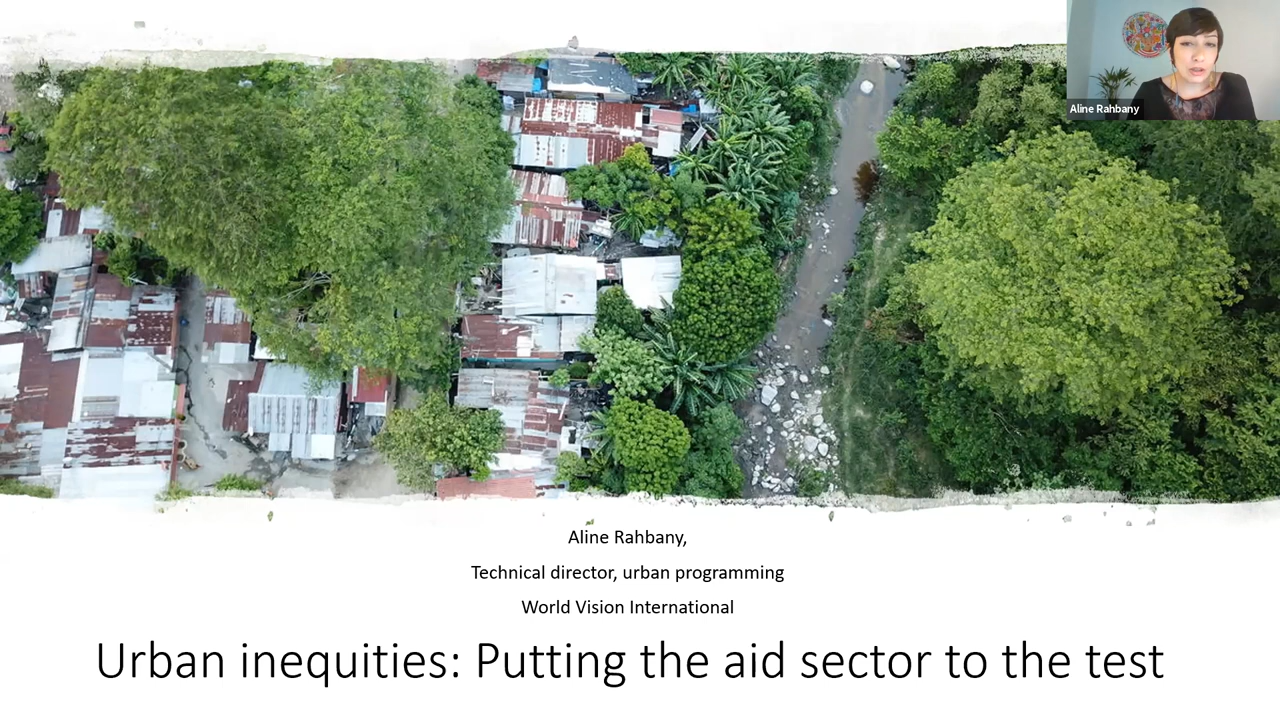 Aline Rahbany
Aline Rahbany,
Technical director, urban programming
World Vision International
Urban inequities: Putting the aid sector to the test